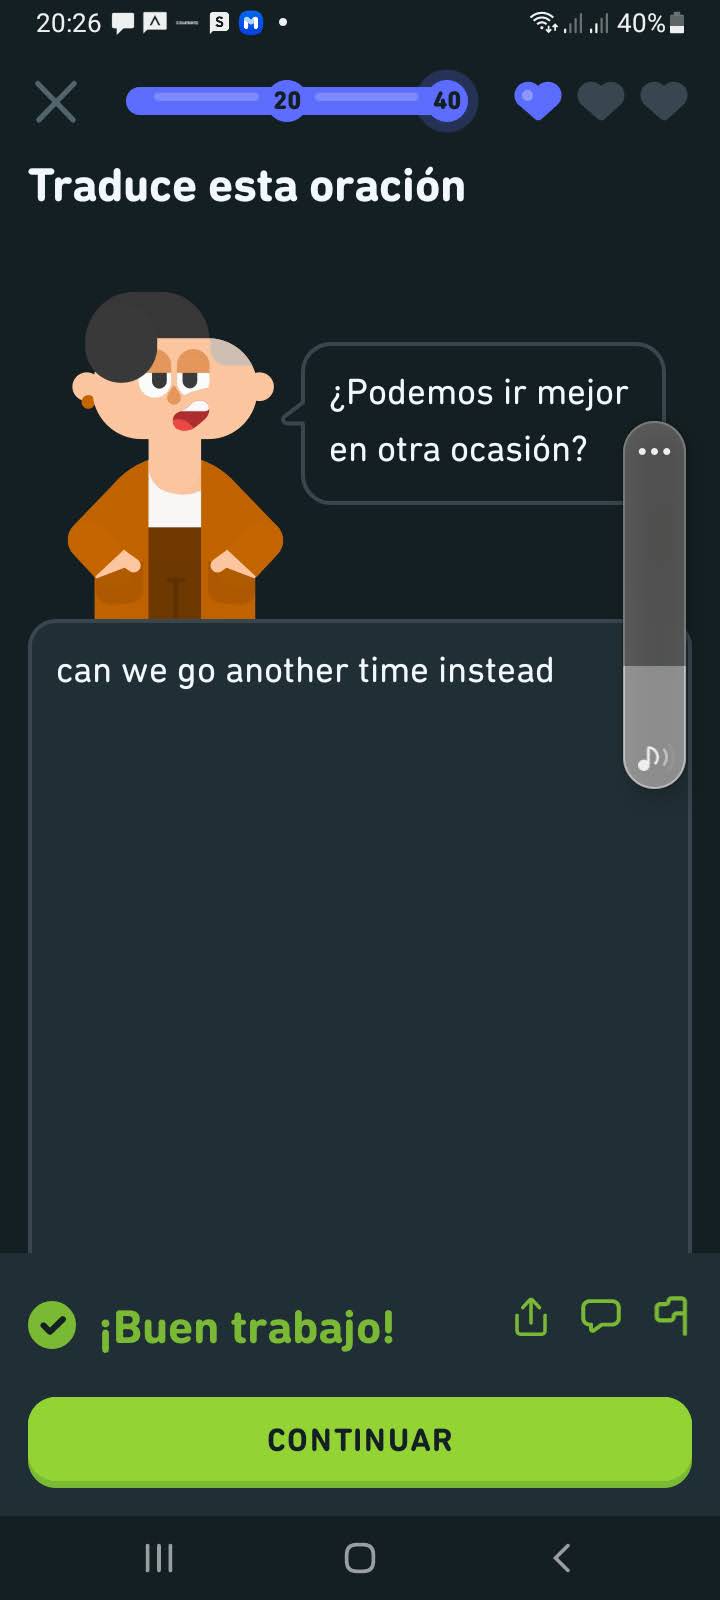 20:26
40%
20
40
Traduce esta oración
¿Podemos ir mejor
en otra ocasión?
can we go another time instead
¡Buen trabajo!
CONTINUAR